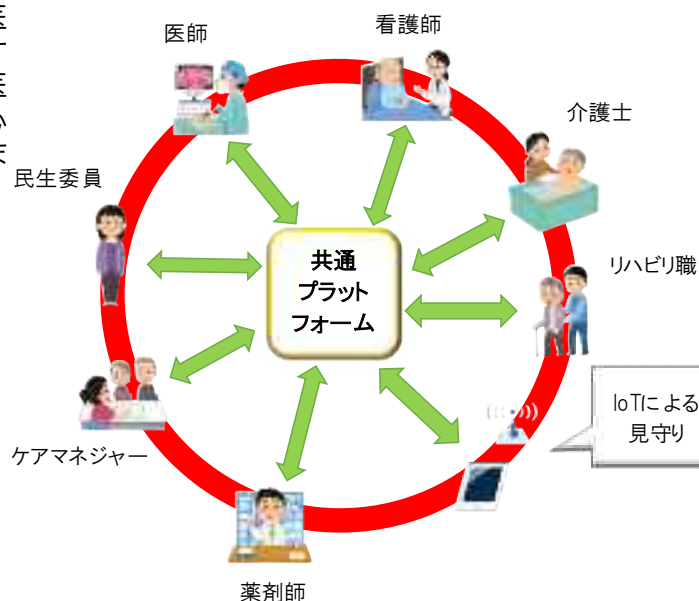 医師
看護師
介護士
民生委員
共通
プラット
フォーム
リハビリ職
IoTによる
見守り
ケアマネジャー
薬剤師